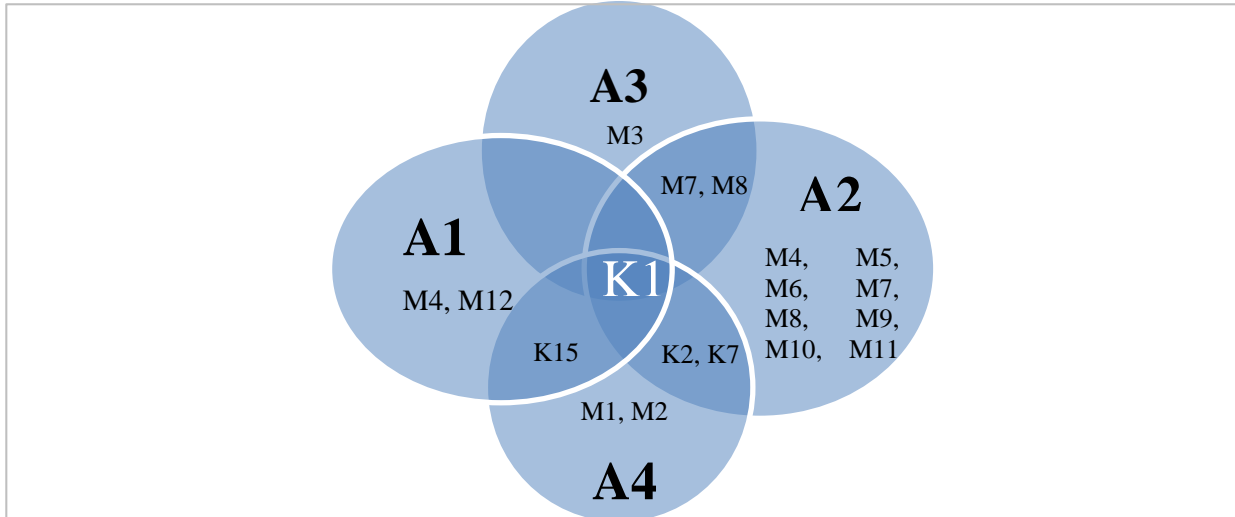 A3
M3
M7, M8
A2
A1
M4, M5,
M6, M7,
M8, M9,
M10, M11
K1
M4, M12
K15
K2, K7
M1, M2
A4